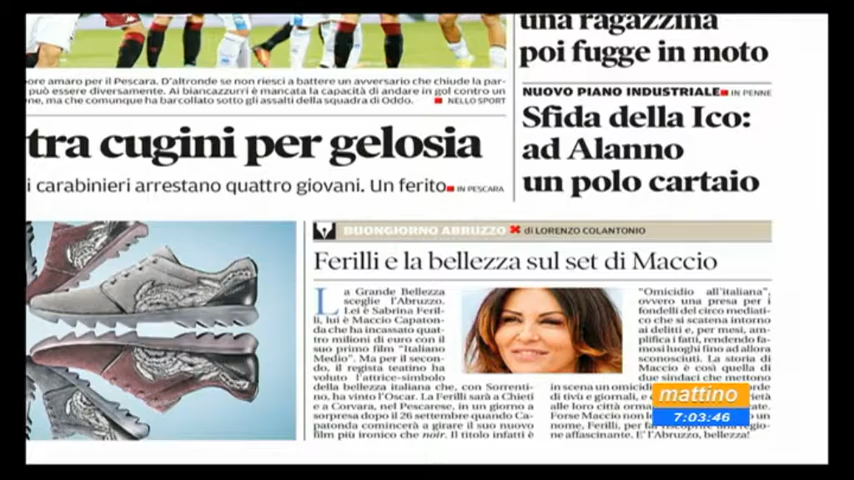 una ragazzina
poi fugge in moto
ore amaro per il Pescara. D'altronde se non riesci a battere un avversario che chiude la par-
può essere diversamente. Ai biancazzurri è mancata la capacità di andare in gol contro un
ne, ma che comunque ha barcollato sotto gli assalti della squadra di Oddo.
NELLO SPORT
NUOVO PIANO INDUSTRIALE IN PENNE
Sfida della Ico:
ad Alanno
un polo cartaio
tra cugini per gelosia
i carabinieri arrestano quattro giovani. Un ferito IN PESCARA
BUONGIORNO ABRUZZO di LORENZO COLANTONIO
Ferilli e la bellezza sul set di Maccio
La Grande Bellezza
sceglie l'Abruzzo.
Lei è Sabrina Feril-
li, lui è Maccio Capaton-
da che ha incassato quat-
tro milioni di euro con il
suo primo film "Italiano
Medio". Ma per il secon-
do, il regista teatino ha
voluto l'attrice-simbolo
della bellezza italiana che, con Sorrenti-
no, ha vinto l'Oscar. La Ferilli sarà a Chieti
e a Corvara, nel Pescarese, in un giorno a
sorpresa dopo il 26 settembre quando Ca-
patonda comincerà a girare il suo nuovo
film più ironico che noir. Il titolo infatti è
"Omicidio all'italiana",
ovvero una presa per i
fondelli del circo mediati-
co che si scatena intorno
ai delitti e, per mesi, am-
plifica i fatti, rendendo fa-
mosi luoghi fino ad allora
sconosciuti. La storia di
Maccio è così quella di
due sindaci che mettono
in scena un omicidi
di tivù e giornali, e
alle loro città orma
Forse Maccio non
nome, Ferilli, per
ne affascinante. E' l'Abruzzo, bellezza!
mattino
7:03:46